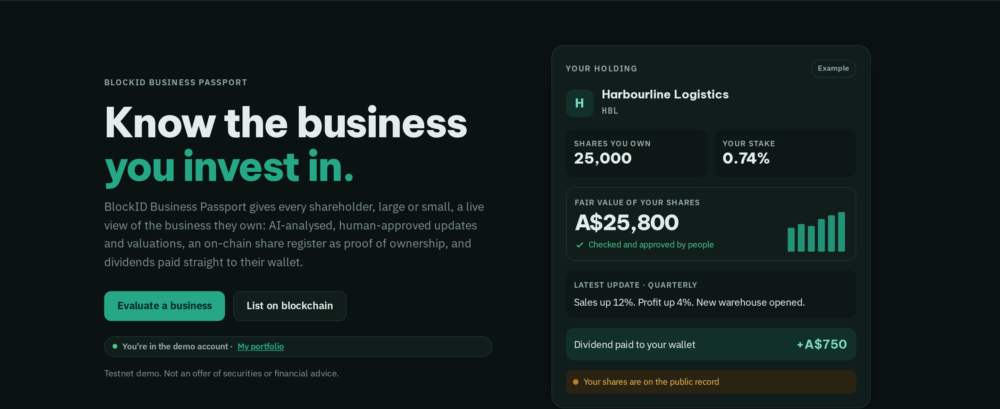 BLOCKID BUSINESS PASSPORT
Know the business
you invest in.
BlockID Business Passport gives every shareholder, large or small, a live
view of the business they own: AI-analysed, human-approved updates
and valuations, an on-chain share register as proof of ownership, and
dividends paid straight to their wallet.
Evaluate a business
List on blockchain
You're in the demo account · My portfolio
Testnet demo. Not an offer of securities or financial advice.
YOUR HOLDING
Example
H
Harbourline Logistics
HBL
SHARES YOU OWN
25,000
YOUR STAKE
0.74%
FAIR VALUE OF YOUR SHARES
A$25,800
Checked and approved by people
LATEST UPDATE · QUARTERLY
Sales up 12%. Profit up 4%. New warehouse opened.
Dividend paid to your wallet
+A$750
Your shares are on the public record